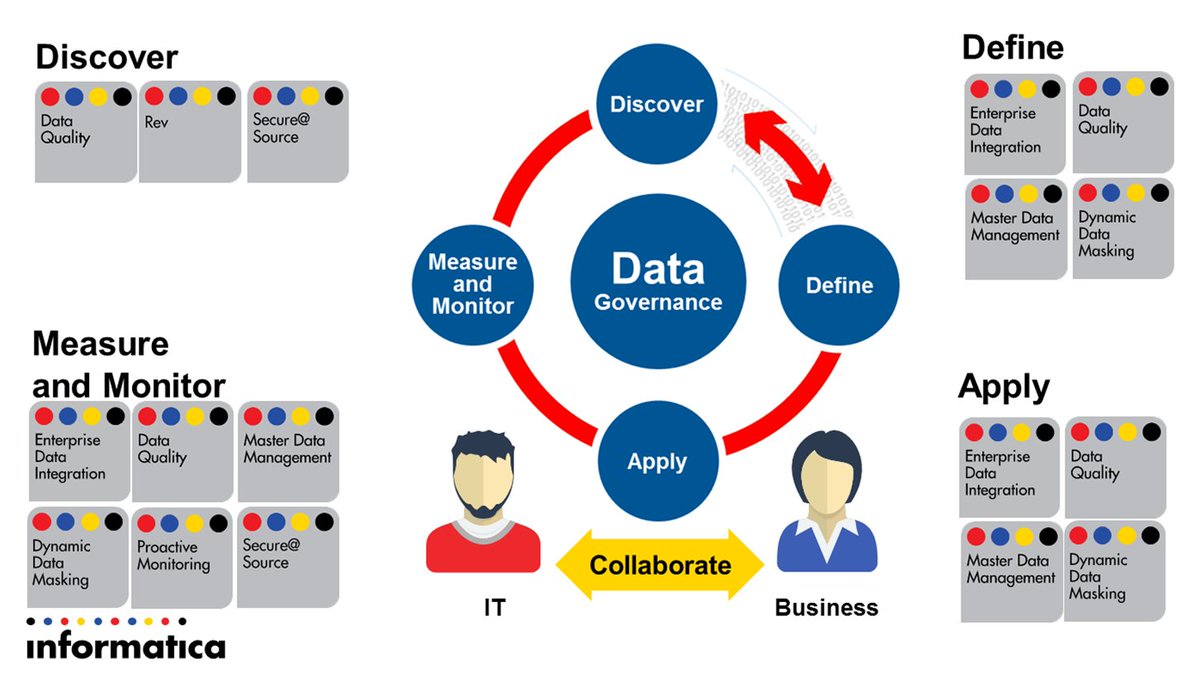 Discover
Data
Quality
Rev
Secure@
Source
Measure
and Monitor
Enterprise
Data
Integration
Data
Quality
Master Data
Management
Dynamic
Data
Masking
Proactive
Monitoring
Secure@
Source
informatica
Discover
Measure
and
Monitor
Data
Governance
Define
Apply
Collaborate
IT
Business
Define
Enterprise
Data
Integration
Data
Quality
Master Data
Management
Dynamic
Data
Masking
Apply
Enterprise
Data
Integration
Data
Quality
Master Data
Management
Dynamic
Data
Masking